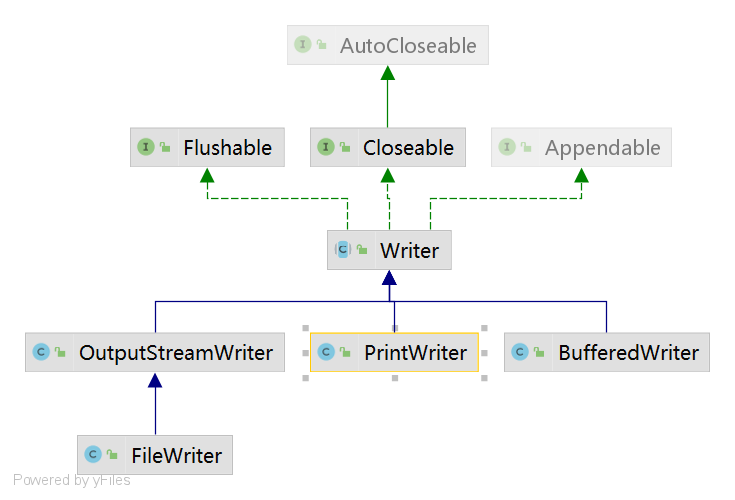 AutoCloseable
Flushable
Closeable
Appendable
Writer
OutputStreamWriter
PrintWriter
BufferedWriter
FileWriter
Powered by yFiles